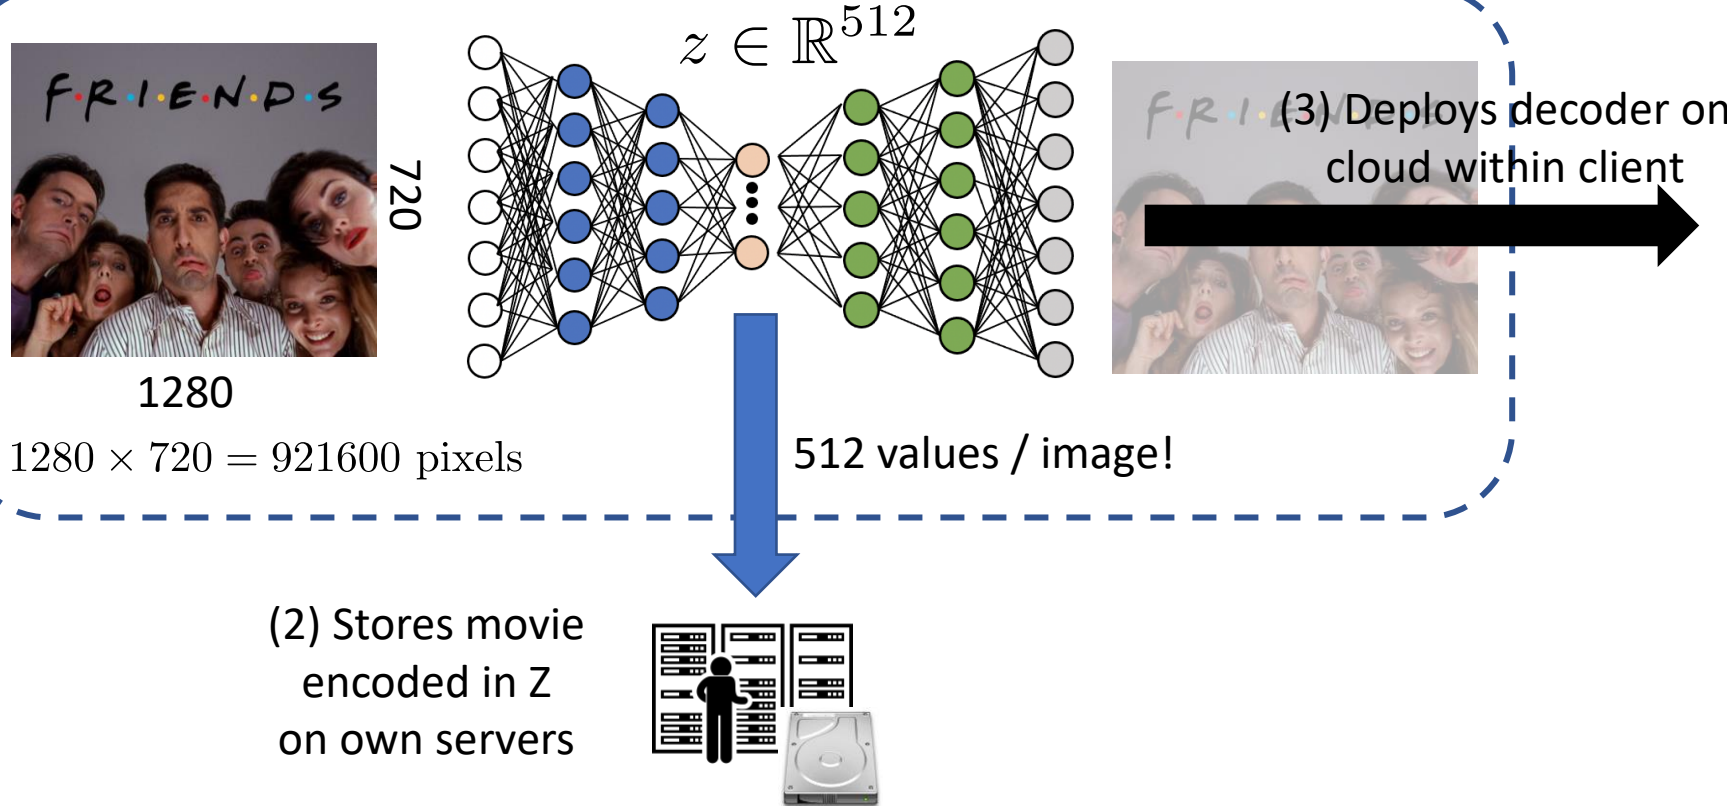 F·R·I·E·N·D·S
720
1280
1280 × 720 = 921600 pixels
z ∈ ℝ^512
512 values / image!
F·R·I·E·N·D·S
(3) Deploys decoder on
cloud within client
(2) Stores movie
encoded in Z
on own servers